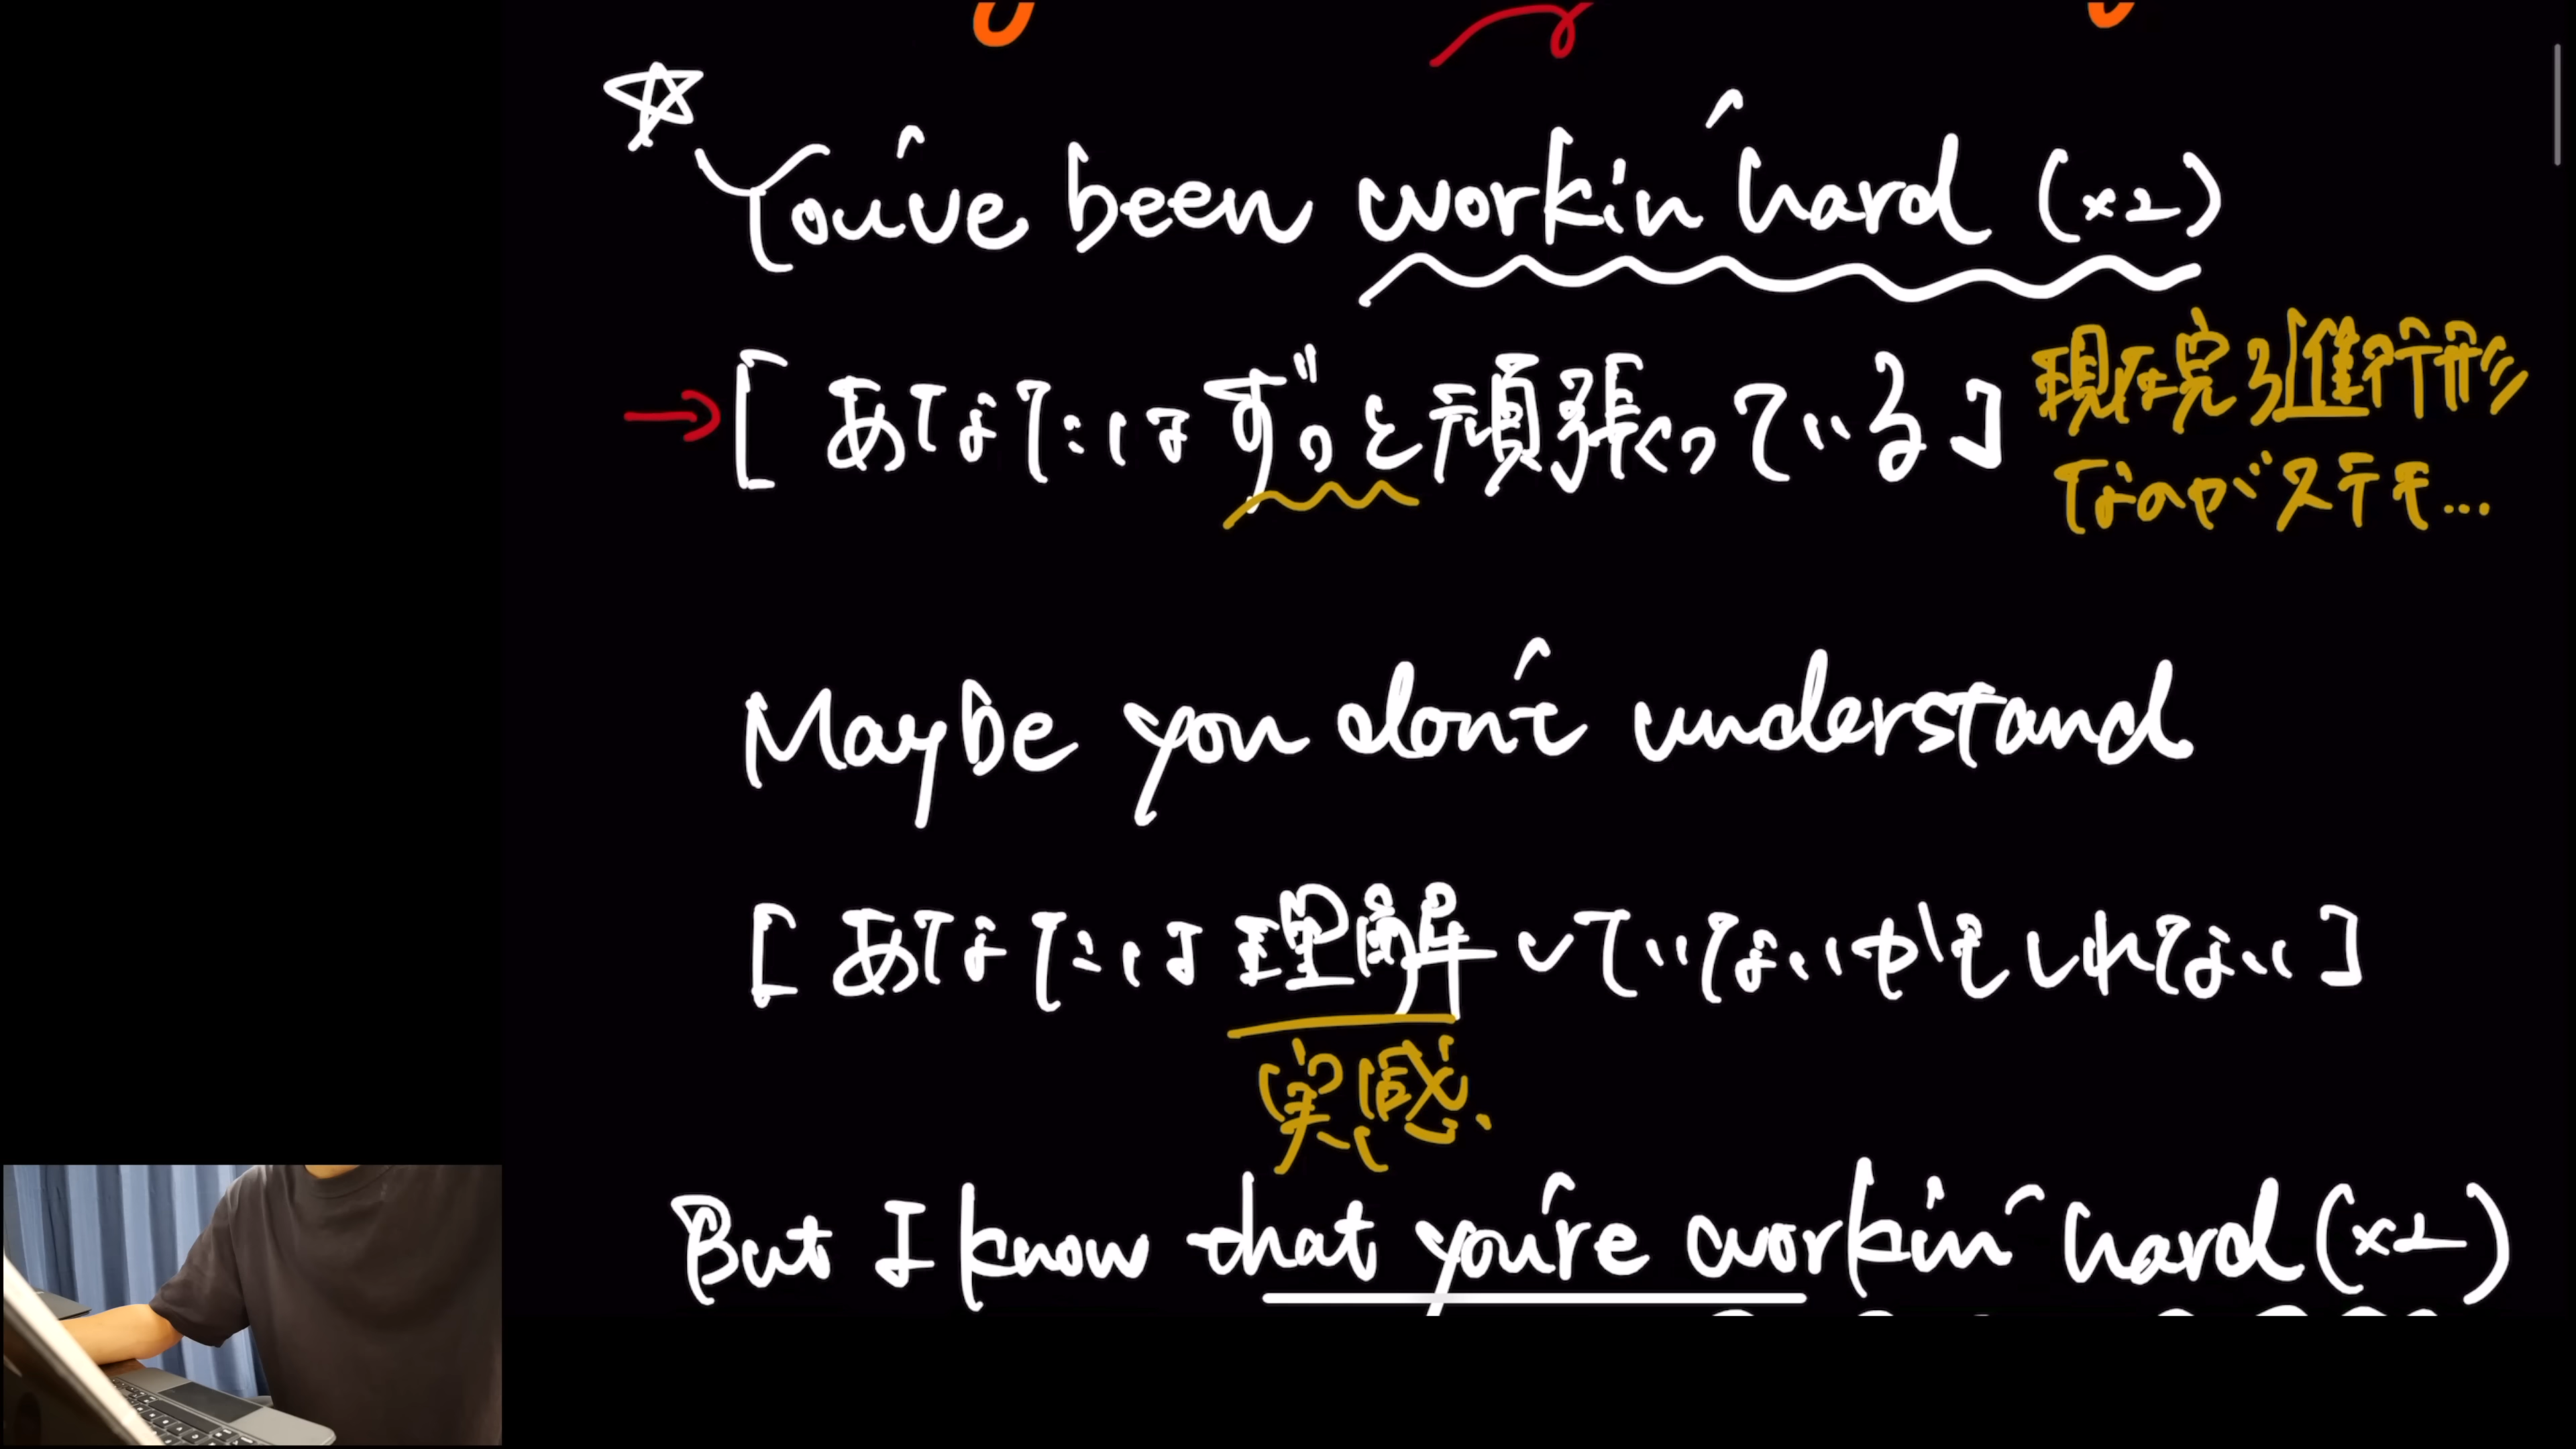 ☆ You've been workin' hard (×2)
→ [ あなたはずっと頑張っている ]
現在完了進行形
なのがステキ...
Maybe you don't understand
[ あなたは理解していないかもしれない ]
実感、
But I know that you're workin' hard (×2)